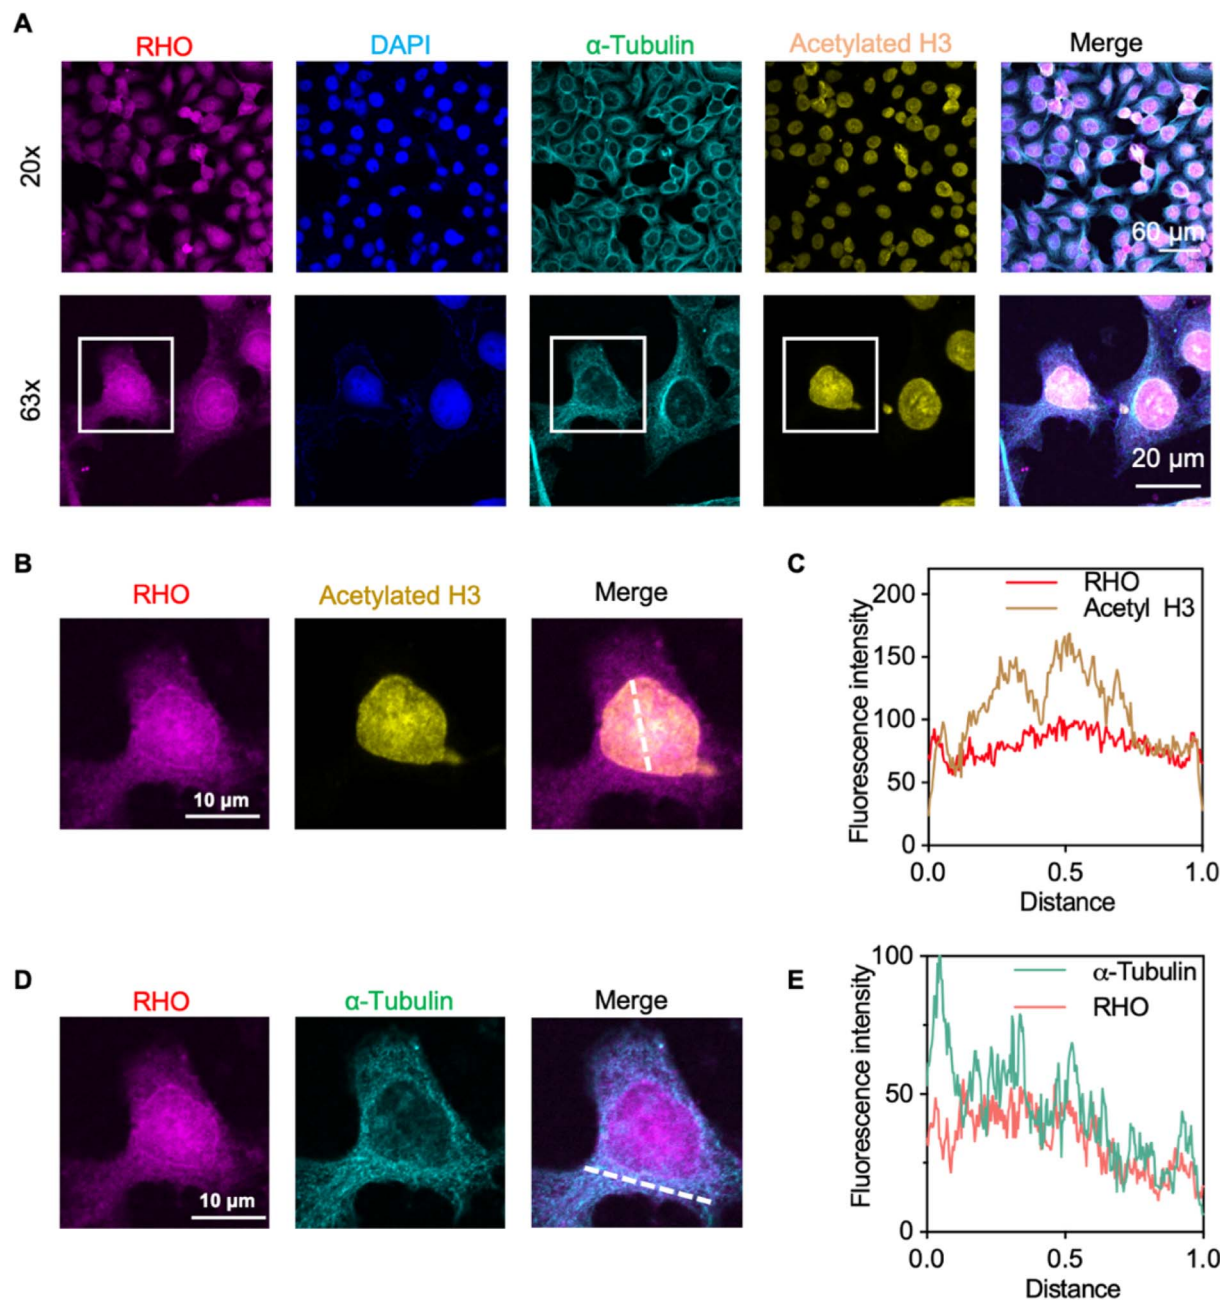 A
RHO DAPI α-Tubulin Acetylated H3 Merge
20x
60 μm
63x
20 μm
B
RHO Acetylated H3 Merge
10 μm
C
RHO
Acetyl H3
Fluorescence intensity
200
150
100
50
0
0.0 0.5 1.0
Distance
D
RHO α-Tubulin Merge
10 μm
E
α-Tubulin
RHO
Fluorescence intensity
100
50
0
0.0 0.5 1.0
Distance